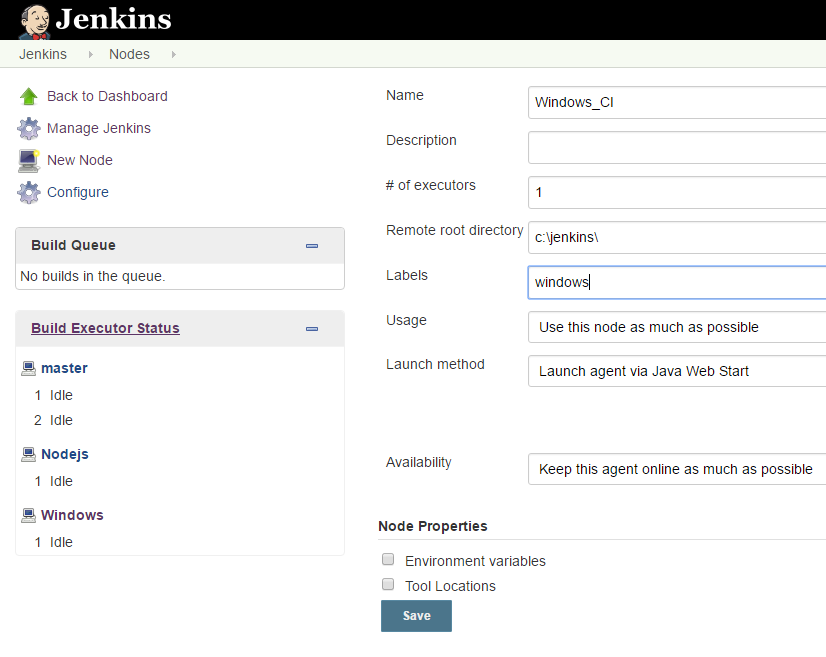 Jenkins
Jenkins Nodes
Back to Dashboard
Manage Jenkins
New Node
Configure
Build Queue
No builds in the queue.
Build Executor Status
master
1 Idle
2 Idle
Nodejs
1 Idle
Windows
1 Idle
Name Windows_CI
Description
# of executors 1
Remote root directory c:\jenkins\
Labels windows
Usage Use this node as much as possible
Launch method Launch agent via Java Web Start
Availability Keep this agent online as much as possible
Node Properties
Environment variables
Tool Locations
Save